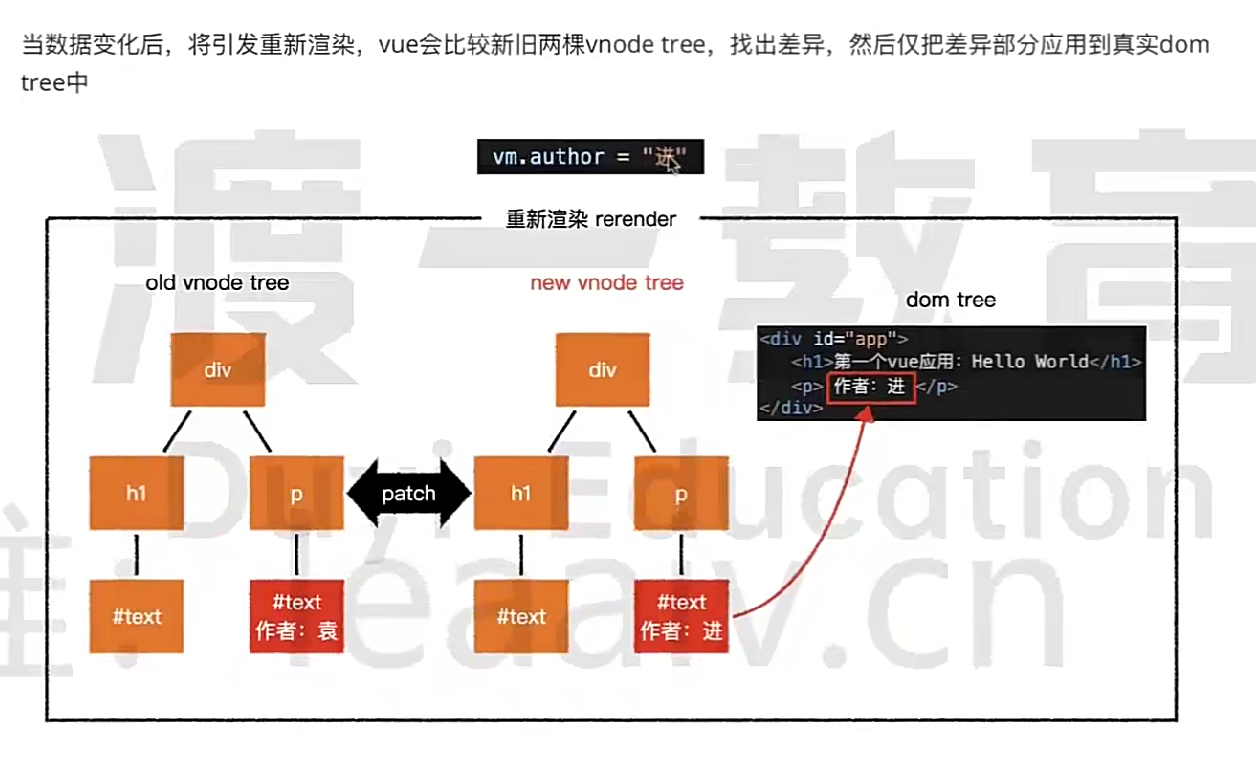 当数据变化后，将引发重新渲染，vue会比较新旧两棵vnode tree，找出差异，然后仅把差异部分应用到真实dom
tree中
vm.author = "进"
重新渲染 rerender
old vnode tree
new vnode tree
dom tree
div
div
<div id="app">
<h1>第一个vue应用：Hello World</h1>
<p> 作者：进 </p>
</div>
h1
p
patch
h1
p
#text
#text
作者：袁
#text
#text
作者：进
渡一教育
Duyi Education